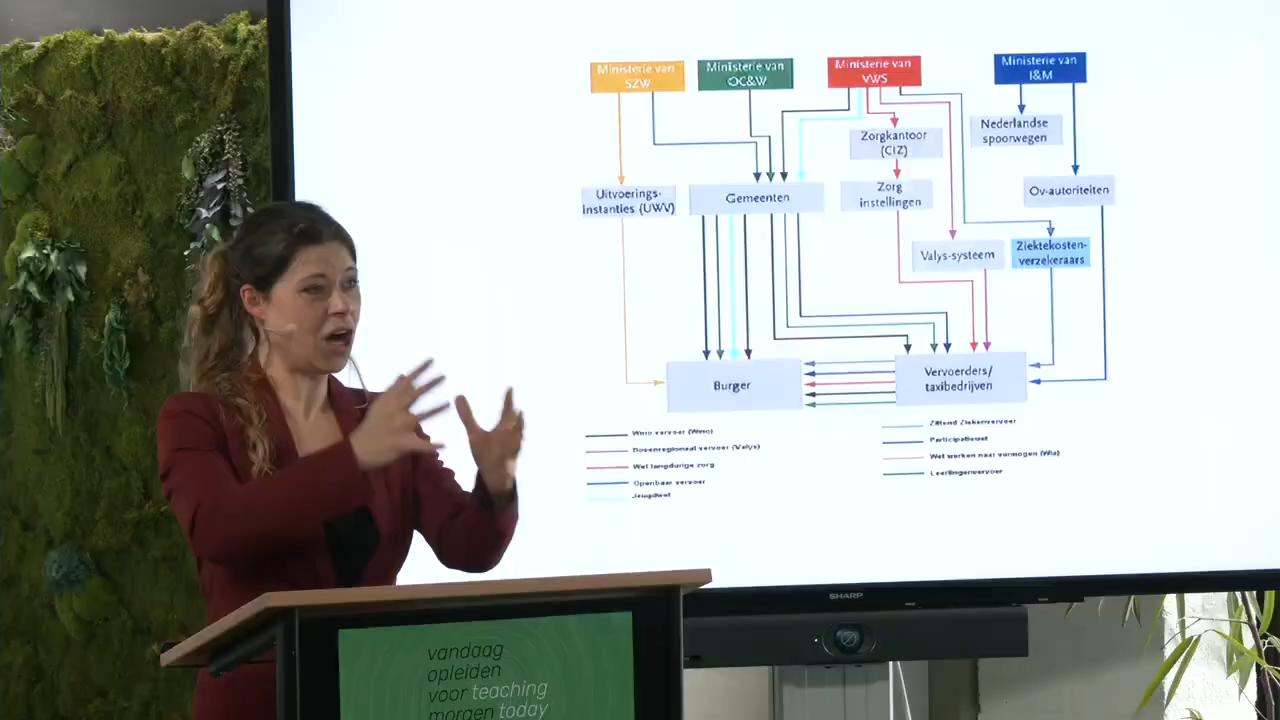 Ministerie van
SZW
Ministerie van
OC&W
Ministerie van
VWS
Ministerie van
I&M
Nederlandse
spoorwegen
Zorgkantoor
(CIZ)
Uitvoerings-
instanties (UWV)
Gemeenten
Zorg
instellingen
Ov-autoriteiten
Valys-systeem
Ziektekosten-
verzekeraars
Burger
Vervoerders/
taxibedrijven
Wmo vervoer (Wmo)
Bovenregionaal vervoer (Valys)
Wet langdurige zorg
Openbaar vervoer
Jeugdwet
Zittend Ziekenvervoer
Participatiewet
Wet werken naar vermogen (Wia)
Leerlingenvervoer
SHARP
vandaag
opleiden
voor teaching
morgen today